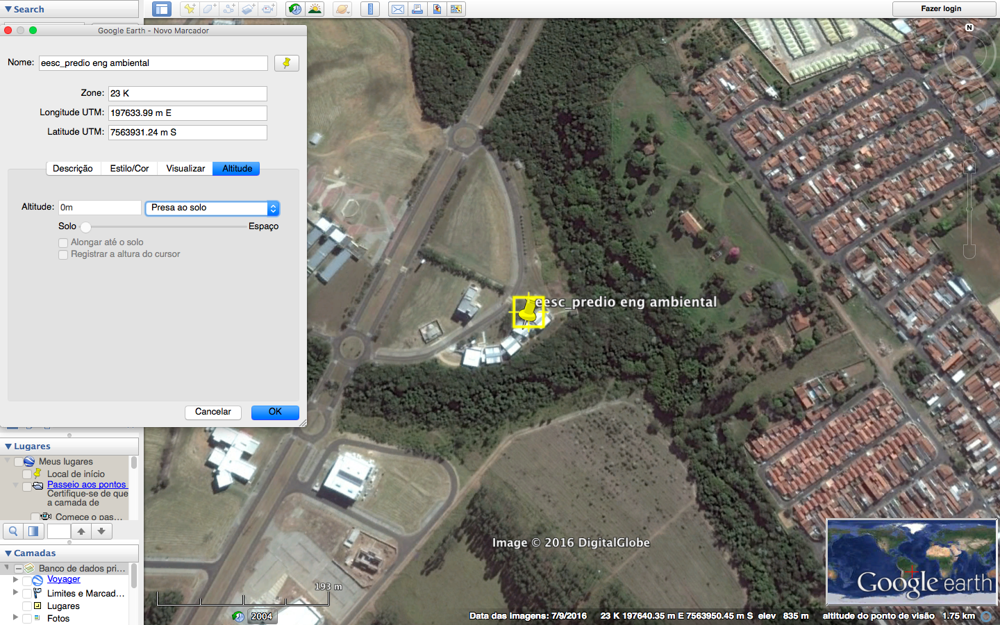 Search
Fazer login
Google Earth - Novo Marcador
Nome: eesc_predio eng ambiental
Zone: 23 K
Longitude UTM: 197633.99 m E
Latitude UTM: 7563931.24 m S
Descrição Estilo/Cor Visualizar Altitude
Altitude: 0m Presa ao solo
Solo Espaço
Alongar até o solo
Registrar a altura do cursor
Cancelar OK
N
eesc_predio eng ambiental
Lugares
Meus lugares
Local de início
Passeio aos pontos
Certifique-se de que
a camada de
Comece o pas...
Camadas
Banco de dados pri...
Voyager
Limites e Marcad...
Lugares
Fotos
Image © 2016 DigitalGlobe
193 m
2004
Google earth
Data das imagens: 7/9/2016 23 K 197640.35 m E 7563950.45 m S elev 835 m altitude do ponto de visão 1.75 km